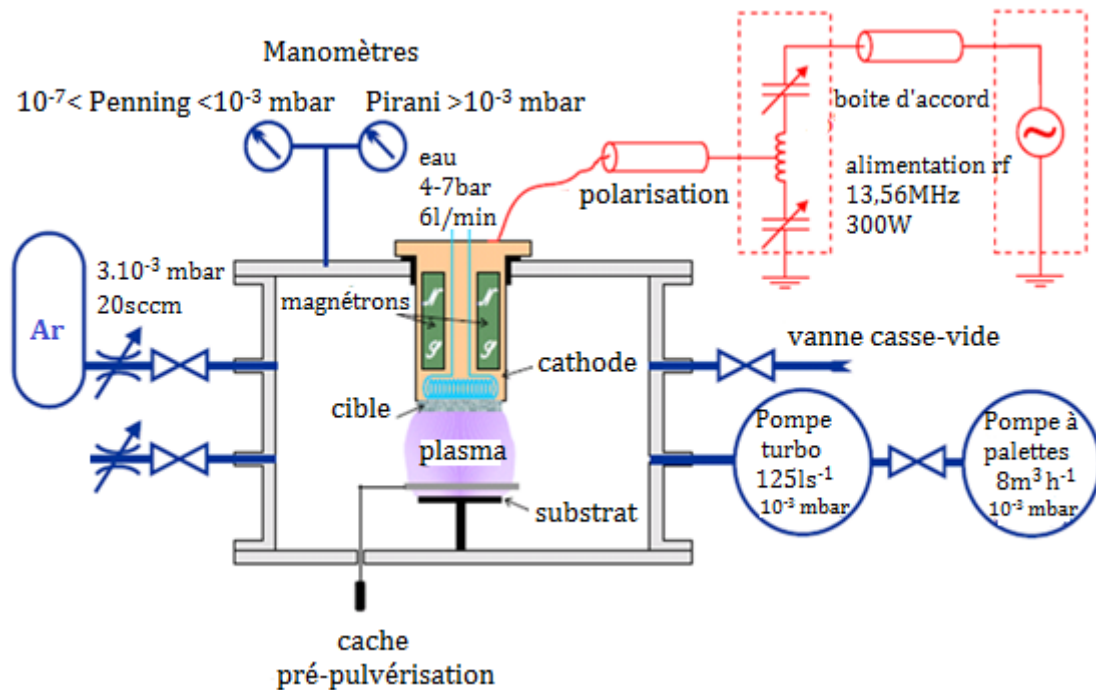 Manomètres
10⁻⁷< Penning <10⁻³ mbar
Pirani >10⁻³ mbar
eau
4-7bar
6l/min
polarisation
boite d'accord
alimentation rf
13,56MHz
300W
Ar
3.10⁻³ mbar
20sccm
magnétrons
N
N
S
S
cathode
cible
plasma
substrat
vanne casse-vide
Pompe
turbo
125ls⁻¹
10⁻³ mbar
Pompe à
palettes
8m³ h⁻¹
10⁻³ mbar
cache
pré-pulvérisation